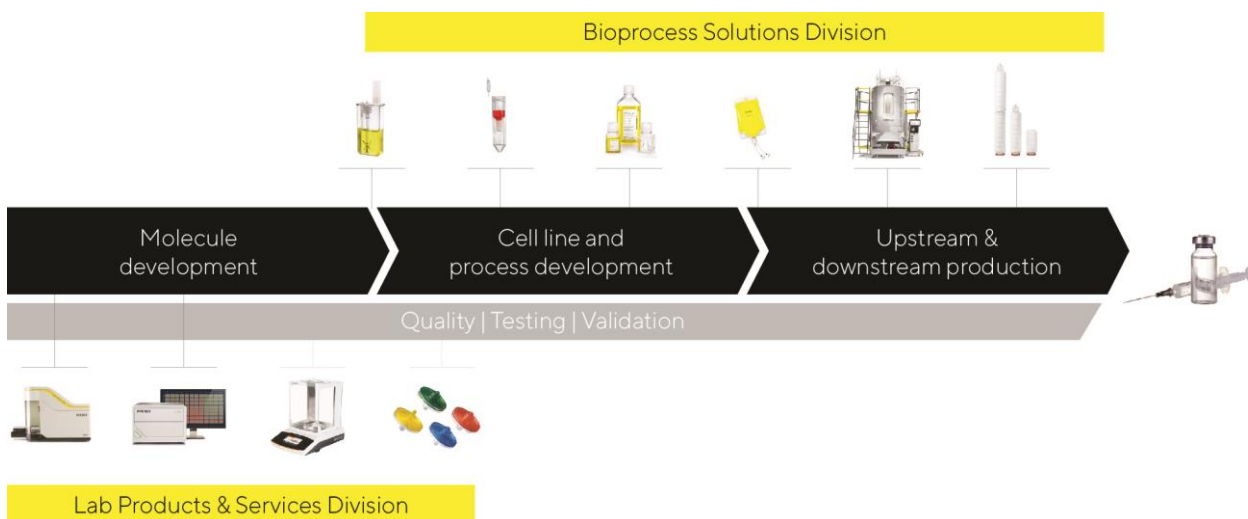 Bioprocess Solutions Division
Molecule
development
Cell line and
process development
Upstream &
downstream production
Quality | Testing | Validation
Lab Products & Services Division